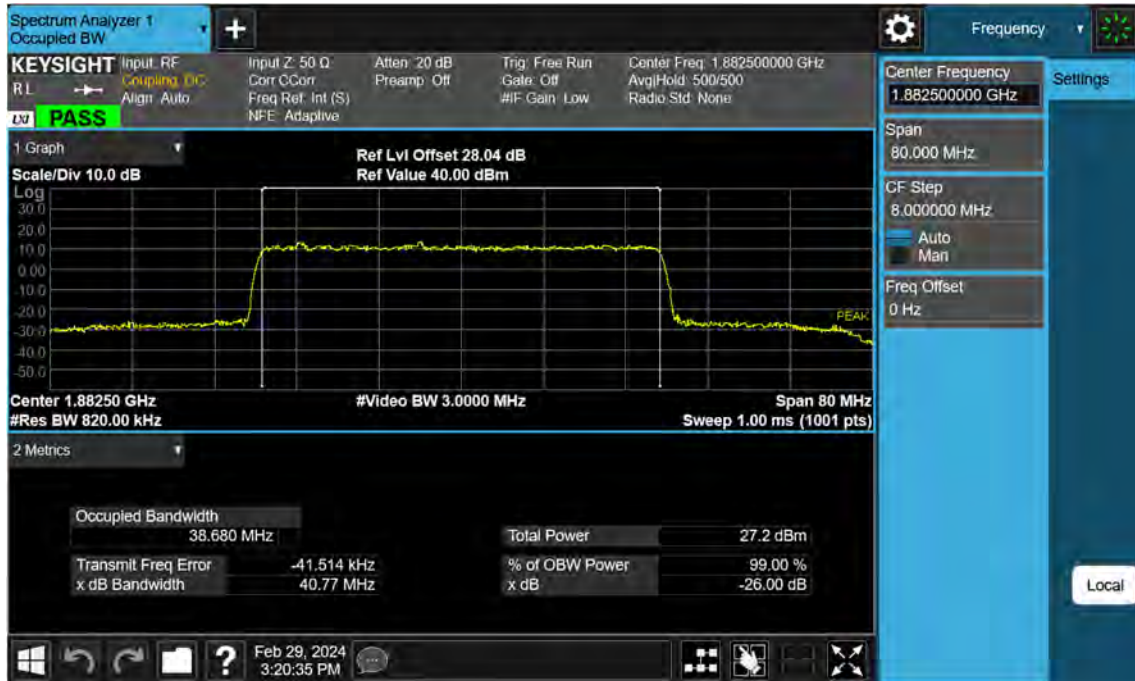 Spectrum Analyzer 1
Occupied BW
Frequency
KEYSIGHT
RL
LXI PASS
Input: RF
Coupling: DC
Align: Auto
Input Z: 50 Ω
Corr CCorr
Freq Ref: Int (S)
NFE: Adaptive
Atten: 20 dB
Preamp: Off
Trig: Free Run
Gate: Off
#IF Gain: Low
Center Freq: 1.882500000 GHz
Avg|Hold: 500/500
Radio Std: None
Center Frequency
1.882500000 GHz
Settings
Span
80.000 MHz
CF Step
8.000000 MHz
Auto
Man
Freq Offset
0 Hz
1 Graph
Scale/Div 10.0 dB
Ref Lvl Offset 28.04 dB
Ref Value 40.00 dBm
Log
30.0
20.0
10.0
0.00
-10.0
-20.0
-30.0
-40.0
-50.0
PEAK
Center 1.88250 GHz
#Video BW 3.0000 MHz
Span 80 MHz
#Res BW 820.00 kHz
Sweep 1.00 ms (1001 pts)
2 Metrics
Occupied Bandwidth
38.680 MHz
Total Power 27.2 dBm
Transmit Freq Error -41.514 kHz
% of OBW Power 99.00 %
x dB Bandwidth 40.77 MHz
x dB -26.00 dB
Local
?
Feb 29, 2024
3:20:35 PM